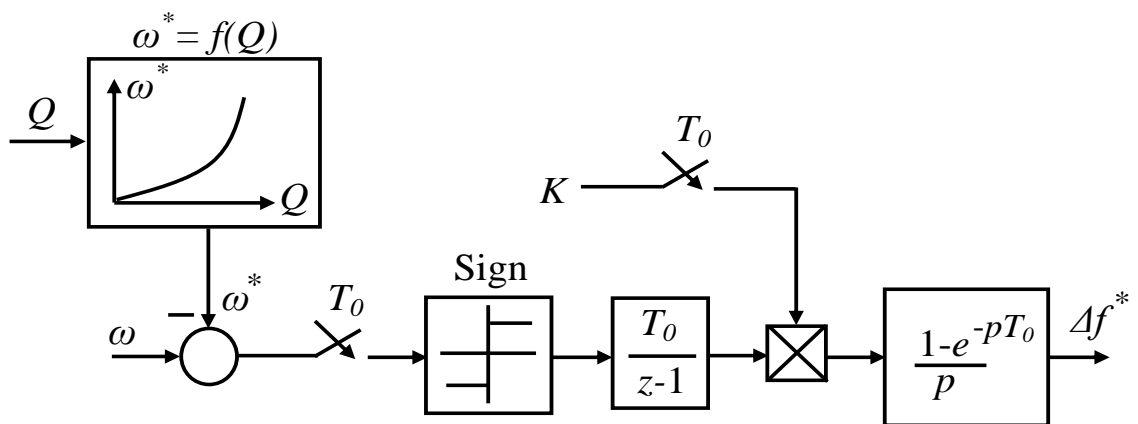 ω* = f(Q)
ω*
Q
Q
T₀
K
Sign
ω*
T₀
ω
–
T₀
z-1
1-e^-pT₀
p
Δf*